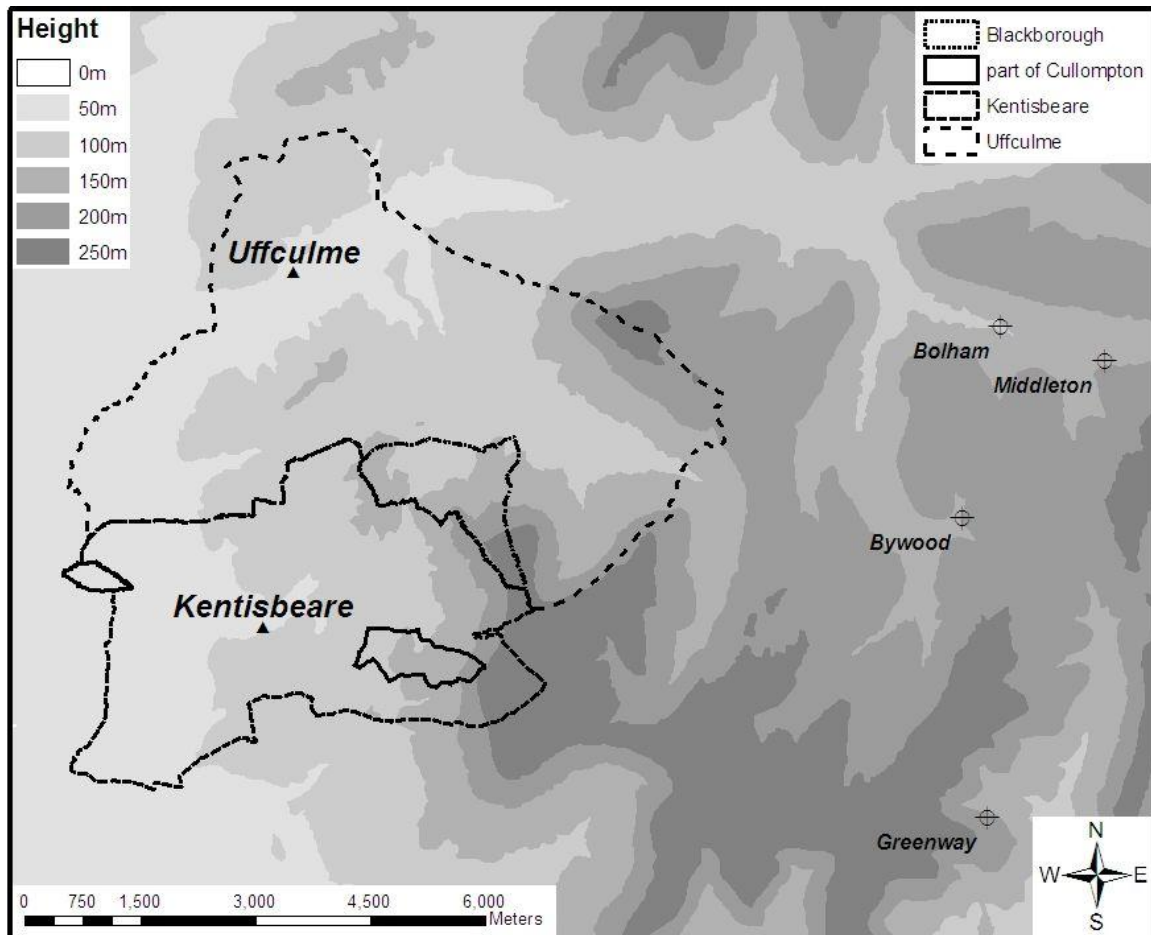 Height
0m
50m
100m
150m
200m
250m
Blackborough
part of Cullompton
Kentisbeare
Uffculme
Uffculme
Bolham
Middleton
Bywood
Kentisbeare
Greenway
0 750 1,500 3,000 4,500 6,000
Meters
N
W E
S